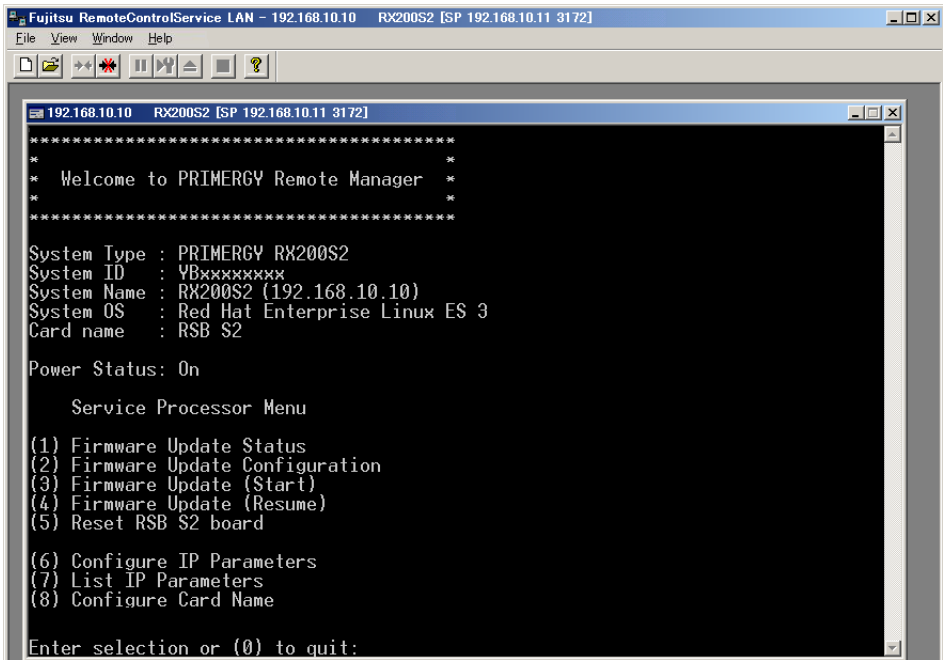 Fujitsu RemoteControlService LAN - 192.168.10.10 RX200S2 [SP 192.168.10.11 3172]
File View Window Help
192.168.10.10 RX200S2 [SP 192.168.10.11 3172]
****************************************
* *
* Welcome to PRIMERGY Remote Manager *
* *
****************************************
System Type : PRIMERGY RX200S2
System ID : YBxxxxxxxx
System Name : RX200S2 (192.168.10.10)
System OS : Red Hat Enterprise Linux ES 3
Card name : RSB S2
Power Status: On
Service Processor Menu
(1) Firmware Update Status
(2) Firmware Update Configuration
(3) Firmware Update (Start)
(4) Firmware Update (Resume)
(5) Reset RSB S2 board
(6) Configure IP Parameters
(7) List IP Parameters
(8) Configure Card Name
Enter selection or (0) to quit: